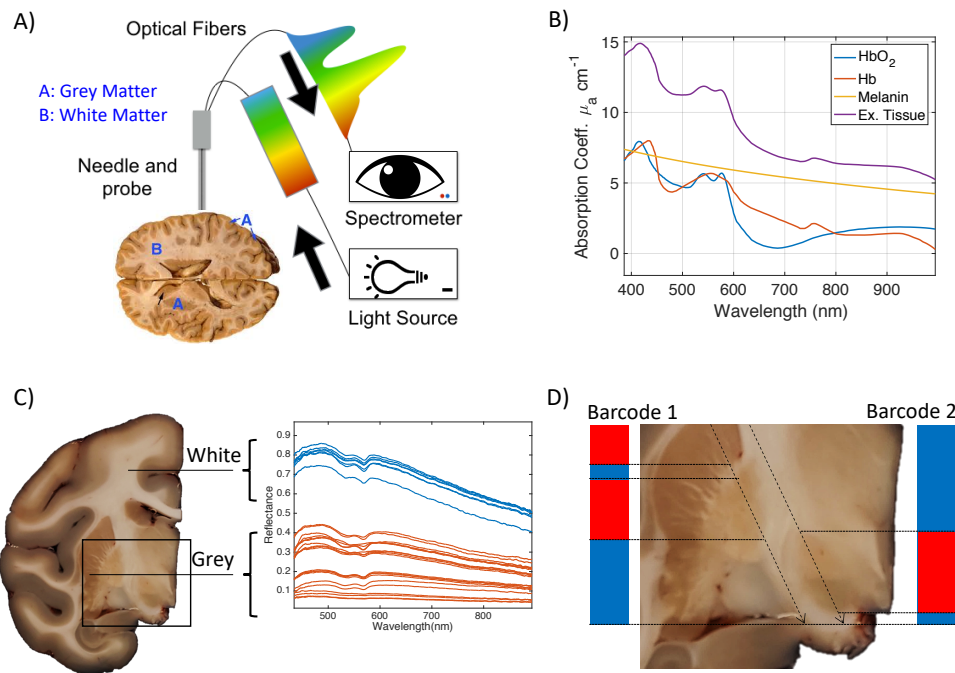 A)
Optical Fibers
A: Grey Matter
B: White Matter
Needle and
probe
Spectrometer
Light Source
A
B
A
B)
Absorption Coeff. μa cm-1
15
10
5
0
400 500 600 700 800 900
Wavelength (nm)
HbO2
Hb
Melanin
Ex. Tissue
C)
White
Grey
Reflectance
0.9
0.8
0.7
0.6
0.5
0.4
0.3
0.2
0.1
500 600 700 800
Wavelength(nm)
D)
Barcode 1
Barcode 2